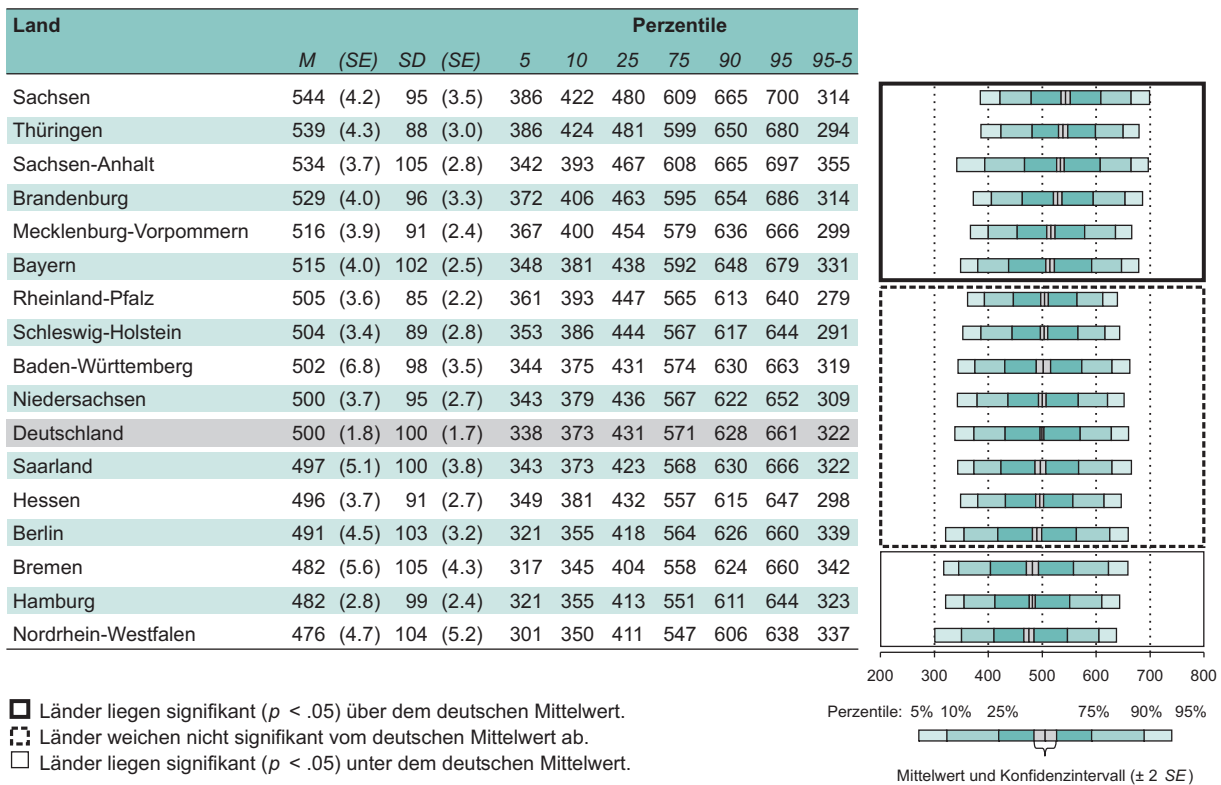 Land Perzentile
M (SE) SD (SE) 5 10 25 75 90 95 95-5
Sachsen 544 (4.2) 95 (3.5) 386 422 480 609 665 700 314
Thüringen 539 (4.3) 88 (3.0) 386 424 481 599 650 680 294
Sachsen-Anhalt 534 (3.7) 105 (2.8) 342 393 467 608 665 697 355
Brandenburg 529 (4.0) 96 (3.3) 372 406 463 595 654 686 314
Mecklenburg-Vorpommern 516 (3.9) 91 (2.4) 367 400 454 579 636 666 299
Bayern 515 (4.0) 102 (2.5) 348 381 438 592 648 679 331
Rheinland-Pfalz 505 (3.6) 85 (2.2) 361 393 447 565 613 640 279
Schleswig-Holstein 504 (3.4) 89 (2.8) 353 386 444 567 617 644 291
Baden-Württemberg 502 (6.8) 98 (3.5) 344 375 431 574 630 663 319
Niedersachsen 500 (3.7) 95 (2.7) 343 379 436 567 622 652 309
Deutschland 500 (1.8) 100 (1.7) 338 373 431 571 628 661 322
Saarland 497 (5.1) 100 (3.8) 343 373 423 568 630 666 322
Hessen 496 (3.7) 91 (2.7) 349 381 432 557 615 647 298
Berlin 491 (4.5) 103 (3.2) 321 355 418 564 626 660 339
Bremen 482 (5.6) 105 (4.3) 317 345 404 558 624 660 342
Hamburg 482 (2.8) 99 (2.4) 321 355 413 551 611 644 323
Nordrhein-Westfalen 476 (4.7) 104 (5.2) 301 350 411 547 606 638 337
200 300 400 500 600 700 800
Länder liegen signifikant (p < .05) über dem deutschen Mittelwert.
Länder weichen nicht signifikant vom deutschen Mittelwert ab.
Länder liegen signifikant (p < .05) unter dem deutschen Mittelwert.
Perzentile: 5% 10% 25% 75% 90% 95%
Mittelwert und Konfidenzintervall (± 2 SE)